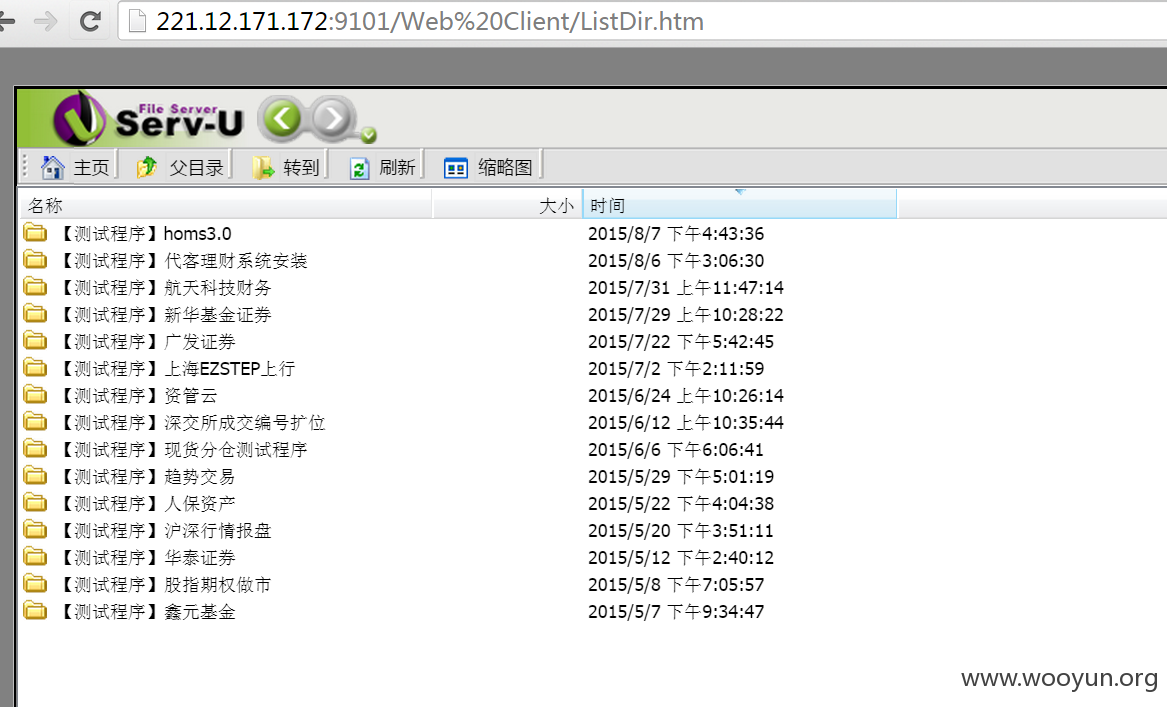 221.12.171.172:9101/Web%20Client/ListDir.htm
File Server
Serv-U
主页 父目录 转到 刷新 缩略图
名称 大小 时间
【测试程序】homs3.0 2015/8/7 下午4:43:36
【测试程序】代客理财系统安装 2015/8/6 下午3:06:30
【测试程序】航天科技财务 2015/7/31 上午11:47:14
【测试程序】新华基金证券 2015/7/29 上午10:28:22
【测试程序】广发证券 2015/7/22 下午5:42:45
【测试程序】上海EZSTEP上行 2015/7/2 下午2:11:59
【测试程序】资管云 2015/6/24 上午10:26:14
【测试程序】深交所成交编号扩位 2015/6/12 上午10:35:44
【测试程序】现货分仓测试程序 2015/6/6 下午6:06:41
【测试程序】趋势交易 2015/5/29 下午5:01:19
【测试程序】人保资产 2015/5/22 下午4:04:38
【测试程序】沪深行情报盘 2015/5/20 下午3:51:11
【测试程序】华泰证券 2015/5/12 下午2:40:12
【测试程序】股指期权做市 2015/5/8 下午7:05:57
【测试程序】鑫元基金 2015/5/7 下午9:34:47
www.wooyun.org